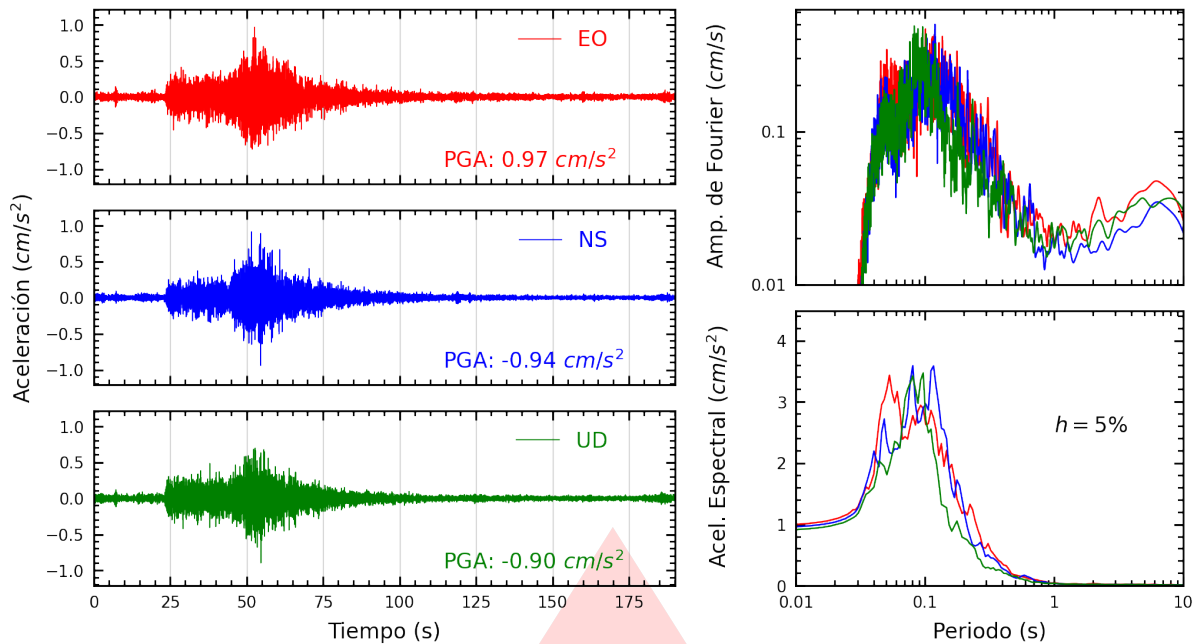 Aceleración (cm/s²)
1.0
0.5
0.0
−0.5
−1.0
EO
PGA: 0.97 cm/s²
1.0
0.5
0.0
−0.5
−1.0
NS
PGA: -0.94 cm/s²
1.0
0.5
0.0
−0.5
−1.0
UD
PGA: -0.90 cm/s²
0 25 50 75 100 125 150 175
Tiempo (s)
Amp. de Fourier (cm/s)
0.1
0.01
Acel. Espectral (cm/s²)
4
3
2
1
0
h = 5%
0.01 0.1 1 10
Periodo (s)